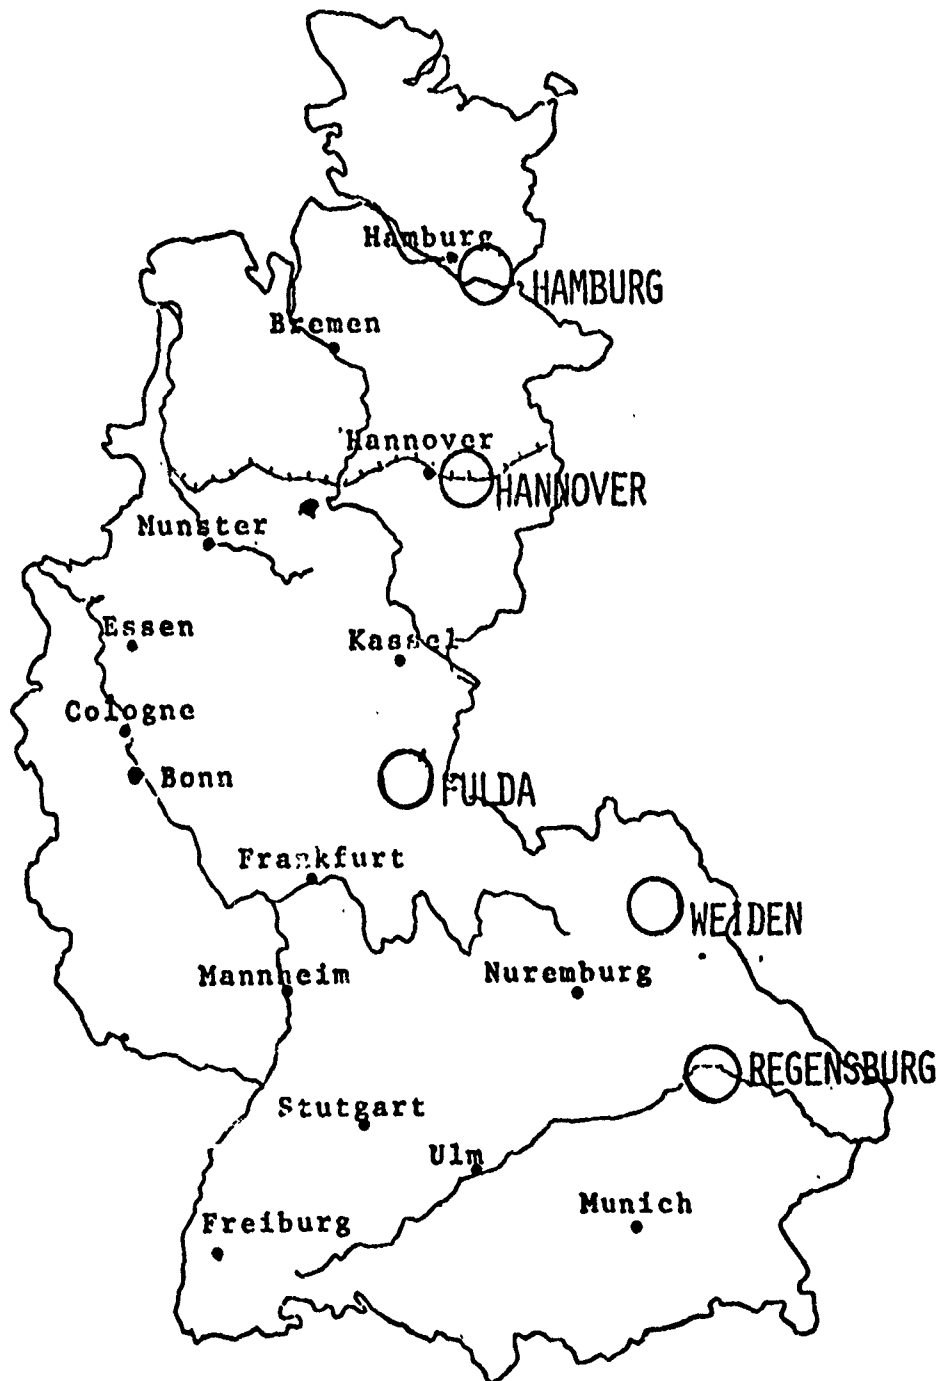 Hamburg
HAMBURG
Bremen
Hannover
HANNOVER
Munster
Essen
Kassel
Cologne
Bonn
FULDA
Frankfurt
WEIDEN
Mannheim
Nuremburg
REGENSBURG
Stutgart
Ulm
Munich
Freiburg